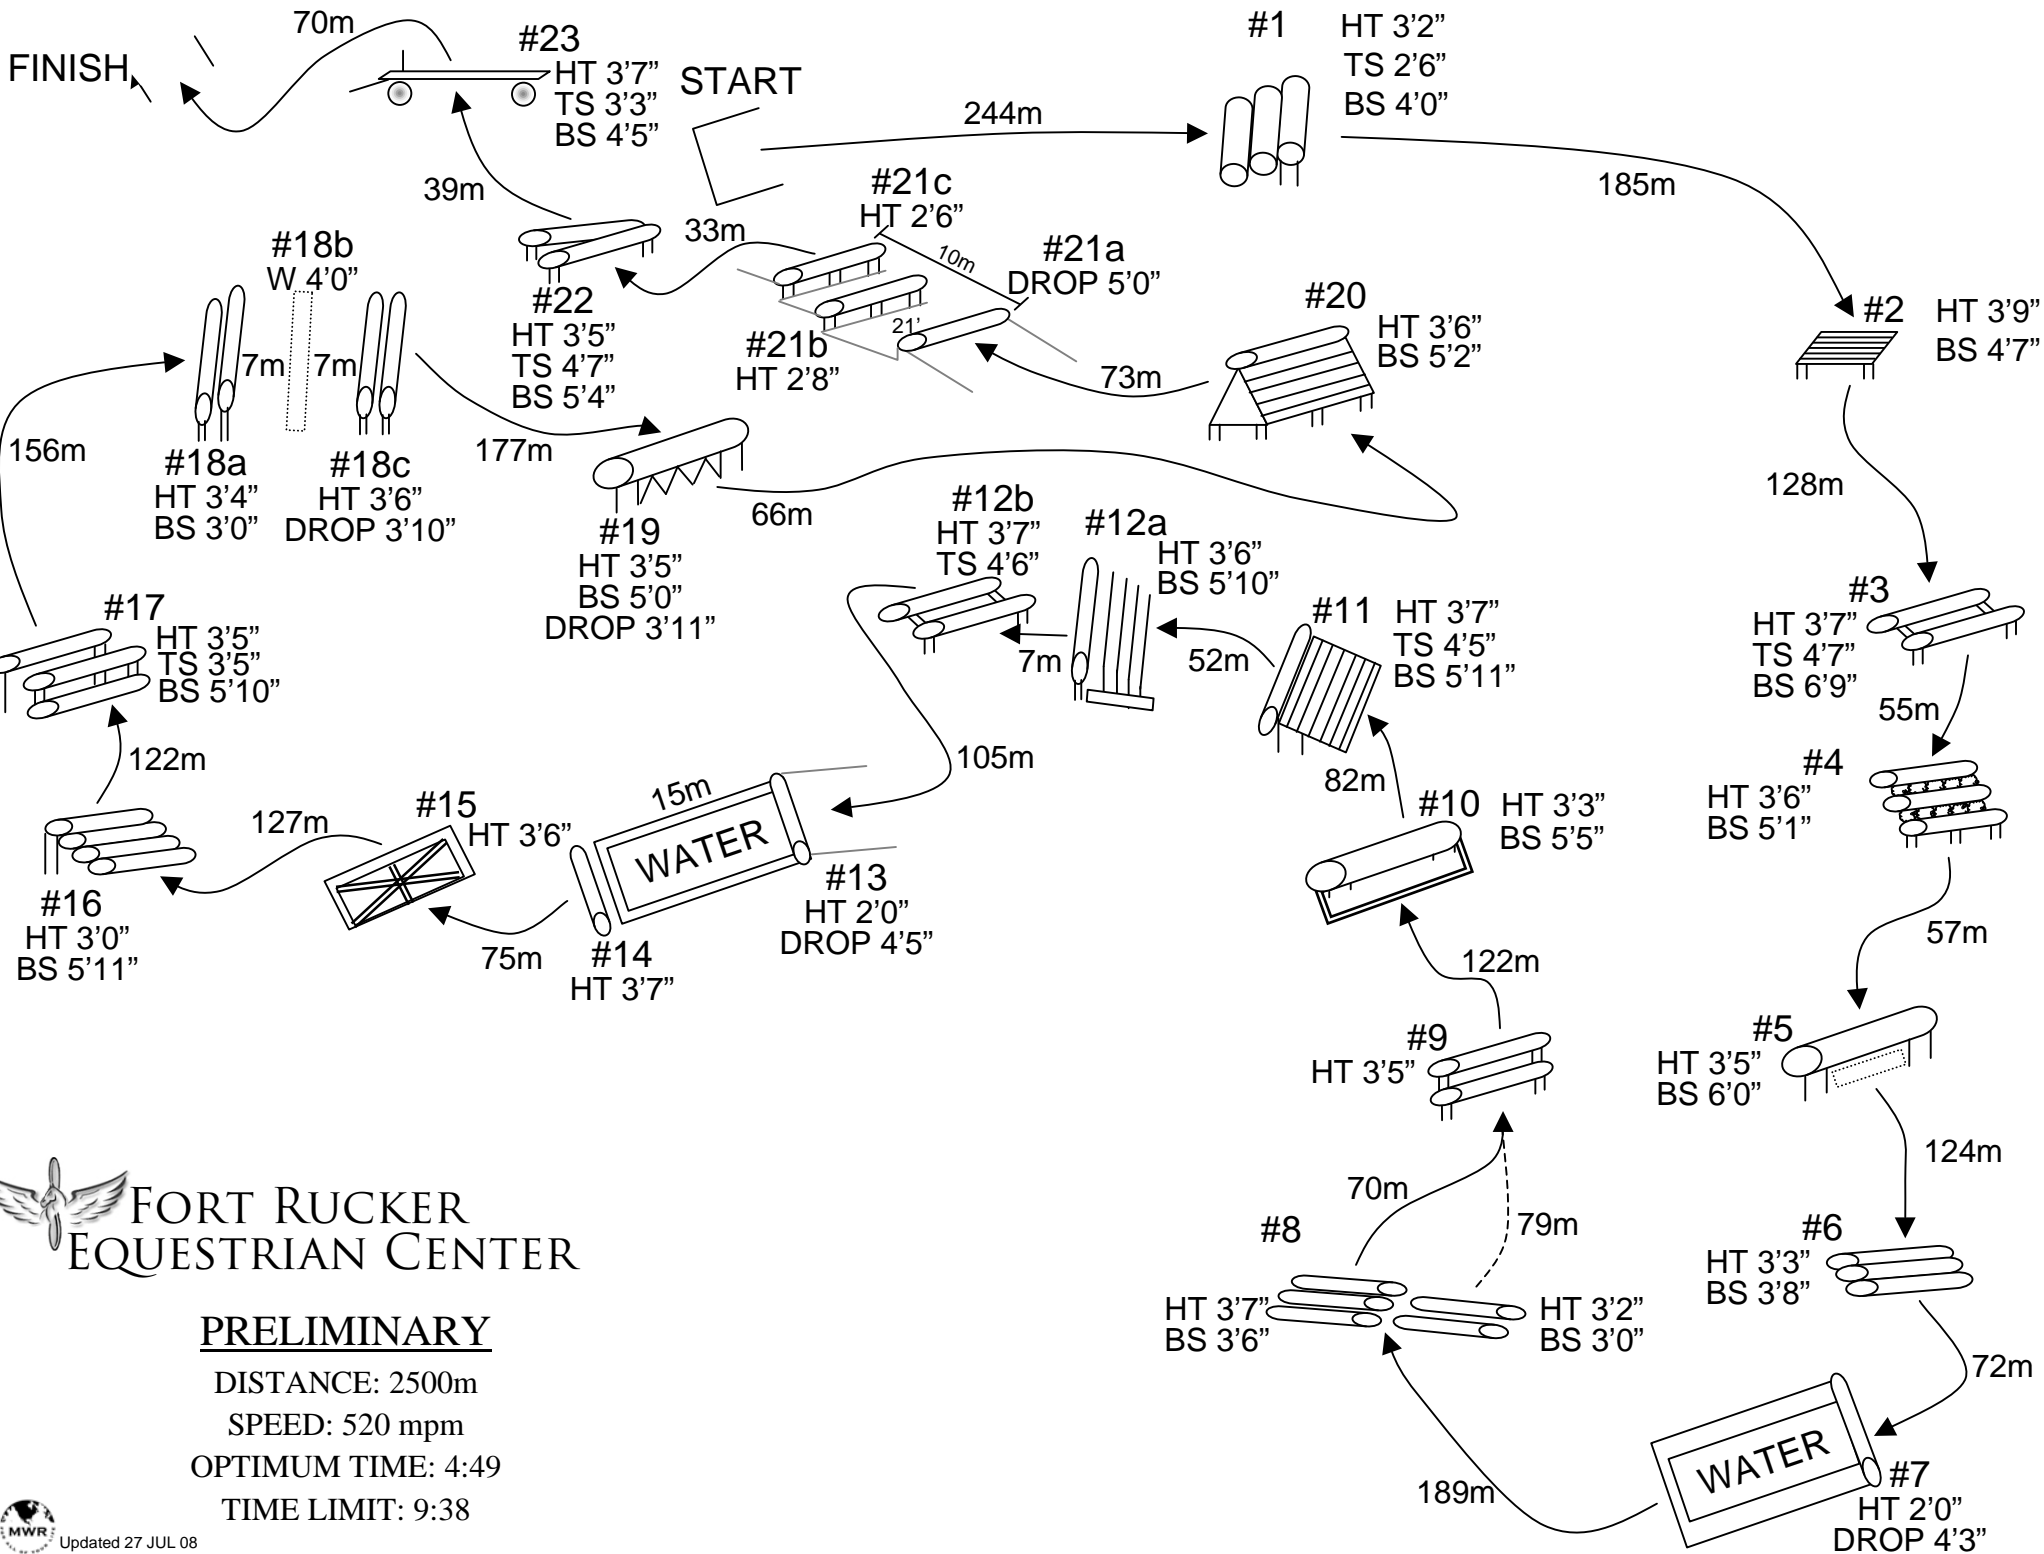 70m
FINISH
#23
HT 3’7”
TS 3’3”
BS 4’5”
START
244m
#1
HT 3’2”
TS 2’6”
BS 4’0”
185m
39m
#21c
HT 2’6”
33m
10m
#21a
DROP 5’0”
#18b
W 4’0”
7m
7m
#22
HT 3’5”
TS 4’7”
BS 5’4”
21’
#21b
HT 2’8”
#20
HT 3’6”
BS 5’2”
73m
#2
HT 3’9”
BS 4’7”
156m
#18a
HT 3’4”
BS 3’0”
#18c
HT 3’6”
DROP 3’10”
177m
#19
HT 3’5”
BS 5’0”
DROP 3’11”
66m
128m
#12b
HT 3’7”
TS 4’6”
#12a
HT 3’6”
BS 5’10”
7m
52m
#11
HT 3’7”
TS 4’5”
BS 5’11”
#3
HT 3’7”
TS 4’7”
BS 6’9”
55m
#17
HT 3’5”
TS 3’5”
BS 5’10”
122m
105m
82m
#4
HT 3’6”
BS 5’1”
#16
HT 3’0”
BS 5’11”
127m
#15
HT 3’6”
15m
WATER
#13
HT 2’0”
DROP 4’5”
75m
#14
HT 3’7”
#10
HT 3’3”
BS 5’5”
57m
122m
#9
HT 3’5”
#5
HT 3’5”
BS 6’0”
124m
70m
79m
#8
HT 3’7”
BS 3’6”
HT 3’2”
BS 3’0”
#6
HT 3’3”
BS 3’8”
72m
189m
WATER
#7
HT 2’0”
DROP 4’3”
FORT RUCKER
EQUESTRIAN CENTER
PRELIMINARY
DISTANCE: 2500m
SPEED: 520 mpm
OPTIMUM TIME: 4:49
TIME LIMIT: 9:38
MWR
Updated 27 JUL 08